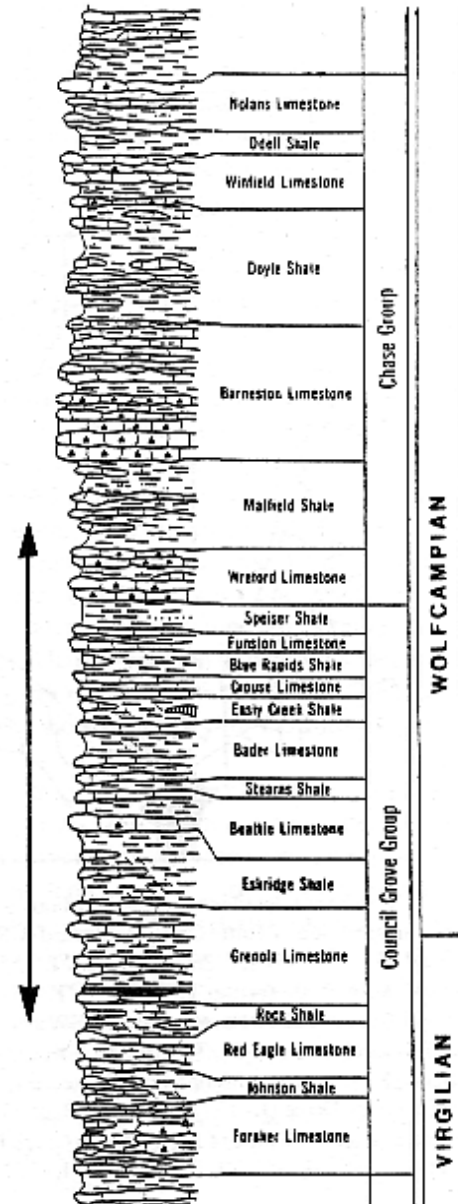 Nolans Limestone
Odell Shale
Winfield Limestone
Doyle Shale
Barneston Limestone
Matfield Shale
Wreford Limestone
Speiser Shale
Funston Limestone
Blue Rapids Shale
Crouse Limestone
Easly Creek Shale
Bader Limestone
Stearns Shale
Beattie Limestone
Eskridge Shale
Grenola Limestone
Roca Shale
Red Eagle Limestone
Johnson Shale
Foraker Limestone
Chase Group
Council Grove Group
WOLFCAMPIAN
VIRGILIAN